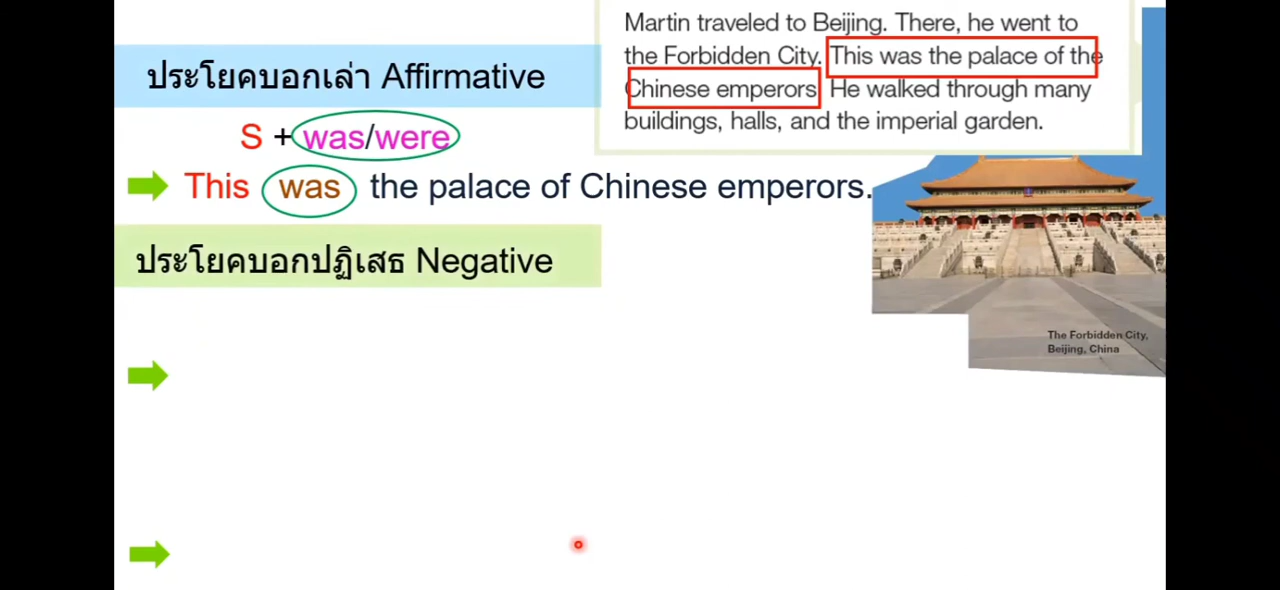 Martin traveled to Beijing. There, he went to
the Forbidden City. This was the palace of the
Chinese emperors. He walked through many
buildings, halls, and the imperial garden.
ประโยคบอกเล่า Affirmative
S + was/were
This was the palace of Chinese emperors.
ประโยคบอกปฏิเสธ Negative
The Forbidden City,
Beijing, China